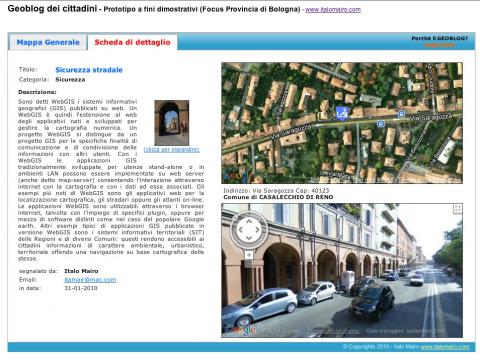 Geoblog dei cittadini - Prototipo a fini dimostrativi (Focus Provincia di Bologna) - www.italomairo.com
Perchè il GEOBLOG?
Mappa Generale
Scheda di dettaglio
Titolo: Sicurezza stradale
Categoria: Sicurezza
Descrizione:
Sono detti WebGIS i sistemi informativi
geografici (GIS) pubblicati su web. Un
WebGIS è quindi l'estensione al web
degli applicativi nati e sviluppati per
gestire la cartografia numerica. Un
progetto WebGIS si distingue da un
progetto GIS per le specifiche finalità di
comunicazione e di condivisione delle
informazioni con altri utenti. Con i
WebGIS le applicazioni GIS
tradizionalmente sviluppate per utenze stand-alone o in
ambienti LAN possono essere implementate su web server
(anche detto map-server) consentendo l'interazione attraverso
internet con la cartografia e con i dati ad essa associati. Gli
esempi più noti di WebGIS sono gli applicativi web per la
localizzazione cartografica, gli stradari oppure gli atlanti on-line.
Le applicazioni WebGIS sono utilizzabili attraverso i browser
internet, talvolta con l'impiego di specifici plugin, oppure per
mezzo di software distinti come nel caso del popolare Google
earth. Altri esempi tipici di applicazioni GIS pubblicate in
versione WebGIS sono i sistemi informativi territoriali (SIT)
delle Regioni e di diversi Comuni: questi rendono accessibili ai
cittadini informazioni di carattere ambientale, urbanistico,
territoriale offendo una navigazione su base cartografica delle
stesse.
(clicca per ingrandire)
segnalato da: Italo Mairo
Email: itamair@mac.com
in data: 31-01-2010
Via Saragozza
Via Saragozza
Indirizzo: Via Saragozza Cap: 40123
Comune di CASALECCHIO DI RENO
Google
© Copyrights 2010 - Italo Mairo www.italomairo.com